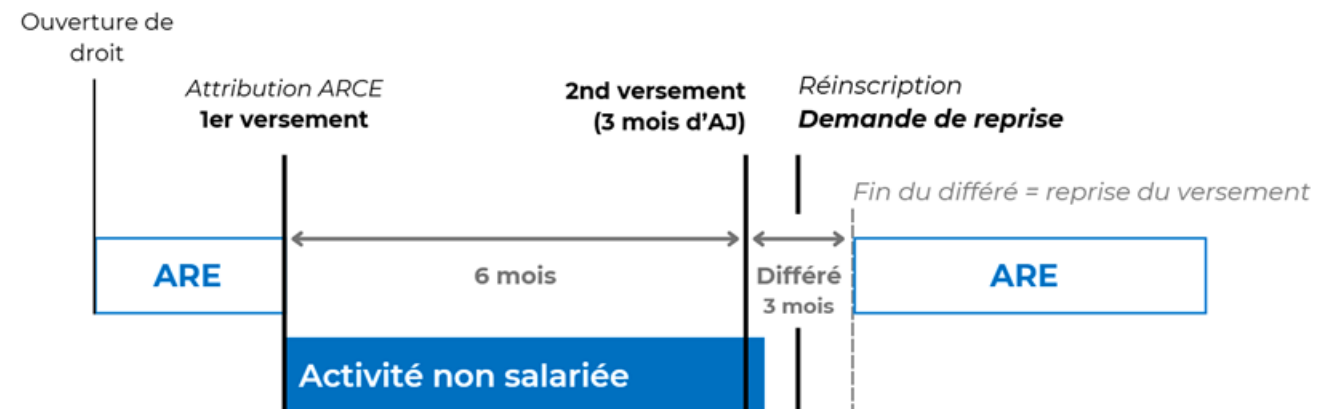 Ouverture de
droit
Attribution ARCE
1er versement
2nd versement
(3 mois d'AJ)
Réinscription
Demande de reprise
Fin du différé = reprise du versement
ARE
6 mois
Différé
3 mois
ARE
Activité non salariée